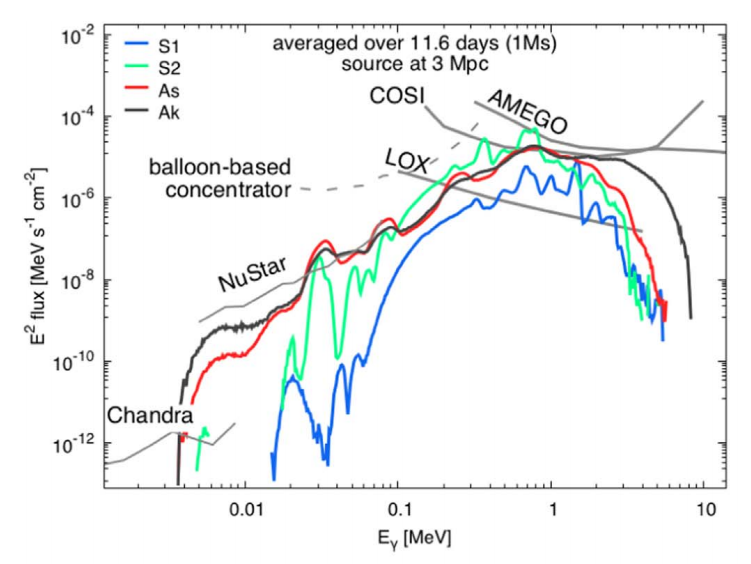 averaged over 11.6 days (1Ms)
source at 3 Mpc
S1
S2
As
Ak
COSI
AMEGO
balloon-based
concentrator
LOX
NuStar
Chandra
10-2
10-4
10-6
10-8
10-10
10-12
E2 flux [MeV s-1 cm-2]
0.01
0.1
1
10
Eγ [MeV]